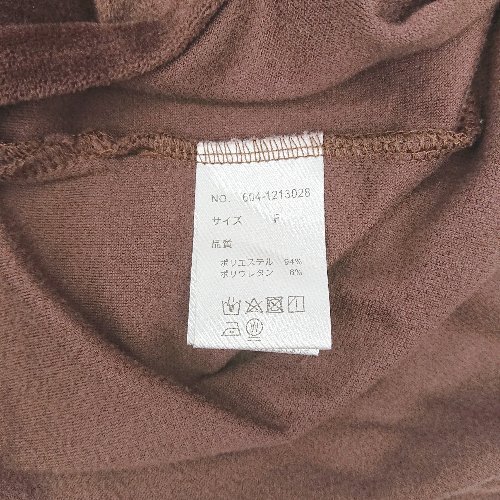 NO. 604-1213028
サイズ F
品質
ポリエステル 94%
ポリウレタン 6%